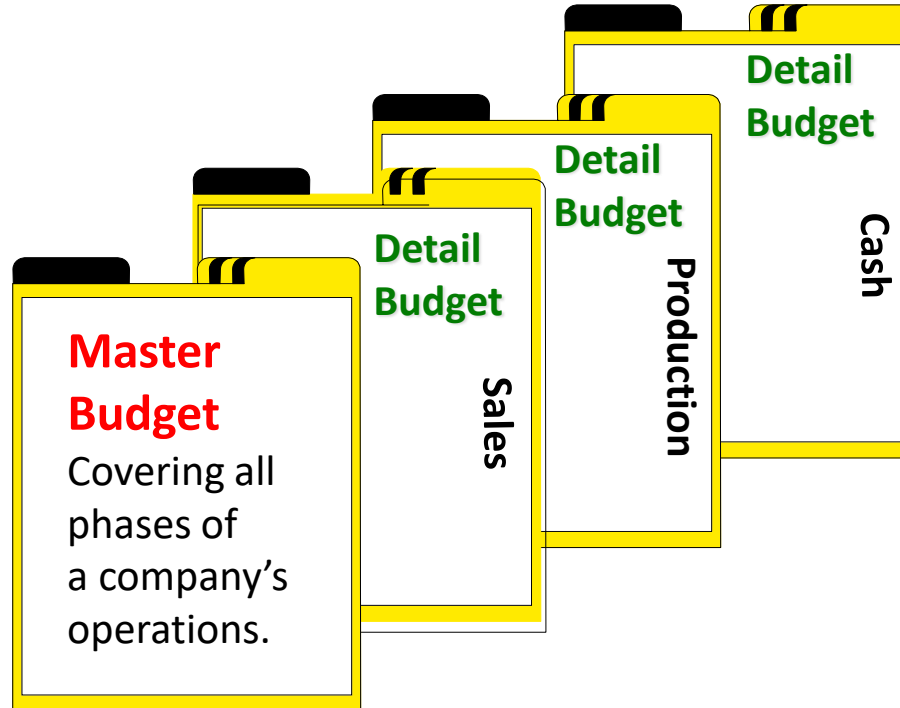 Master
Budget
Covering all
phases of
a company’s
operations.
Detail
Budget
Sales
Detail
Budget
Production
Detail
Budget
Cash